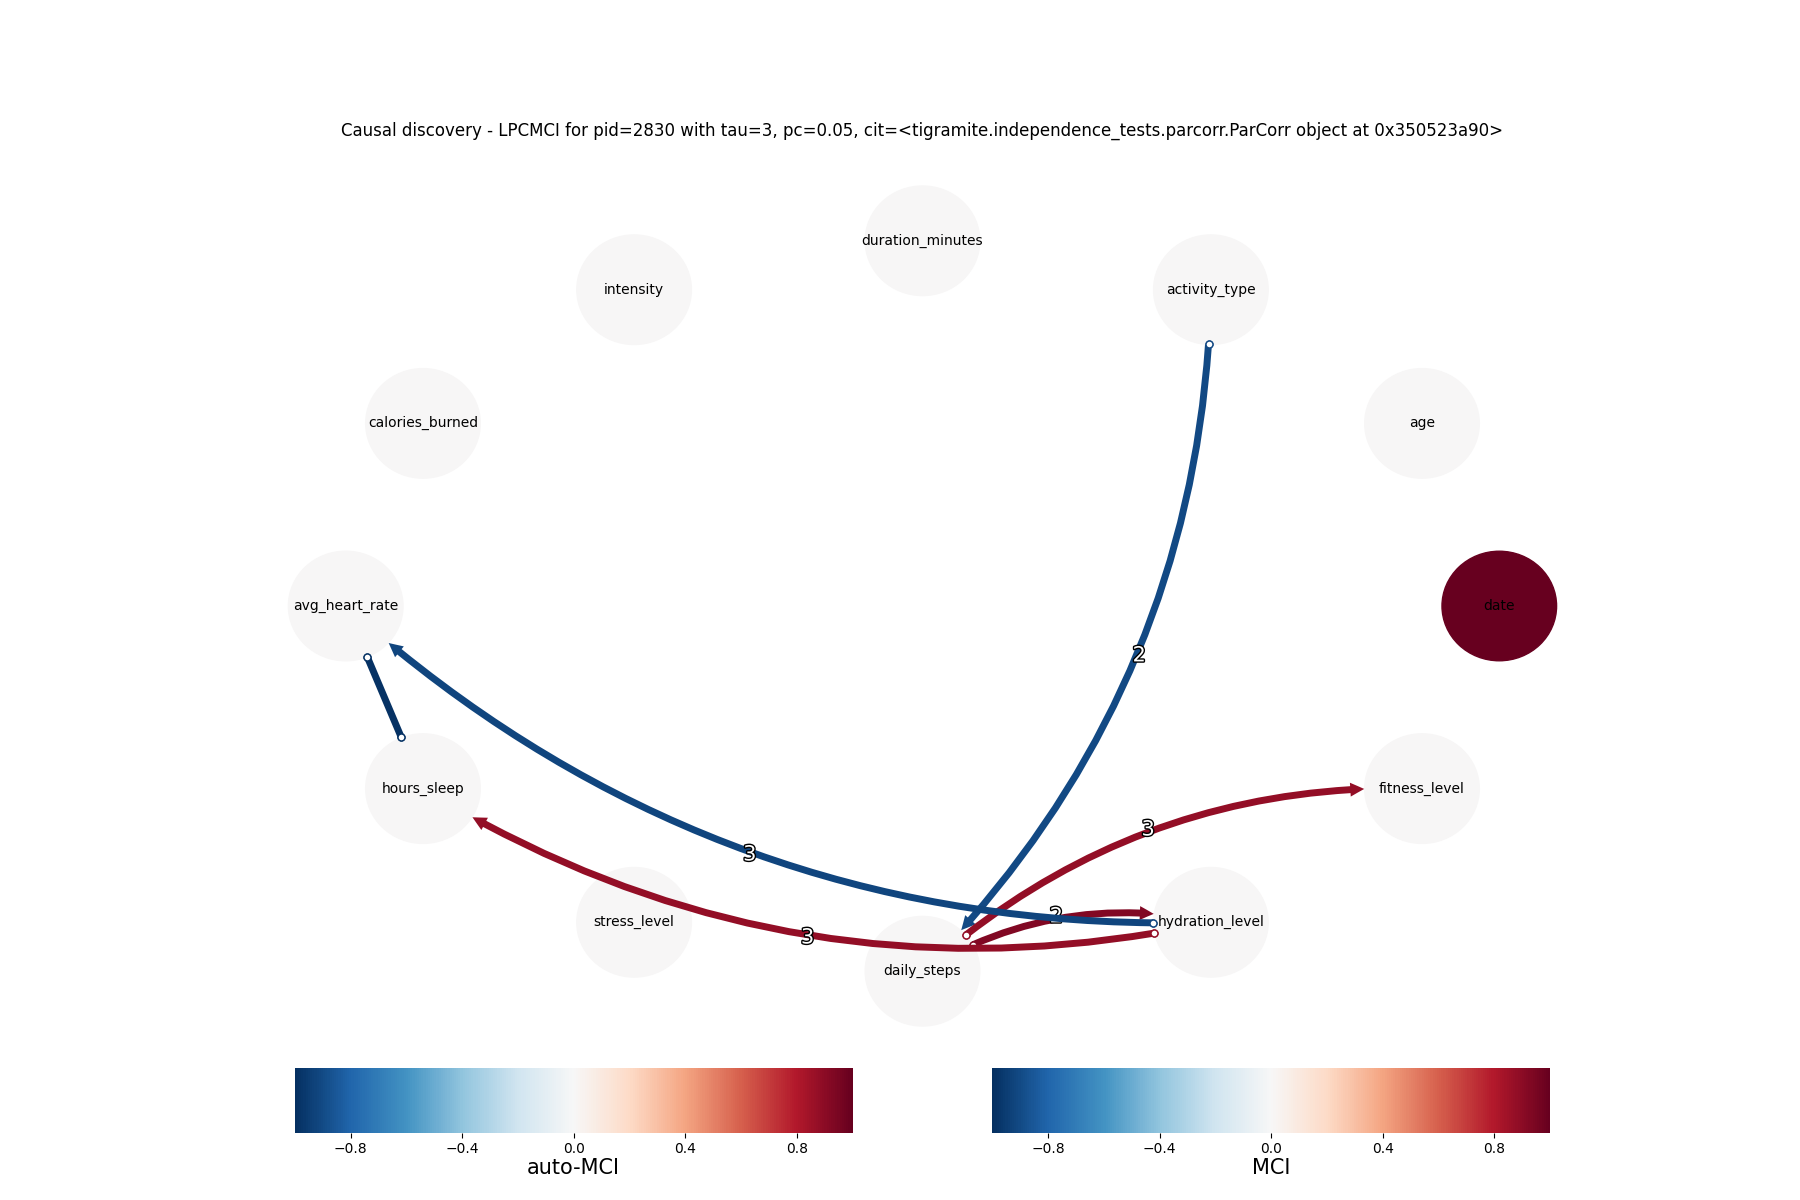 Causal discovery - LPCMCI for pid=2830 with tau=3, pc=0.05, cit=<tigramite.independence_tests.parcorr.ParCorr object at 0x350523a90>
duration_minutes
intensity
activity_type
calories_burned
age
avg_heart_rate
date
2
hours_sleep
fitness_level
3
3
2
stress_level
hydration_level
3
daily_steps
−0.8 −0.4 0.0 0.4 0.8
auto-MCI
−0.8 −0.4 0.0 0.4 0.8
MCI